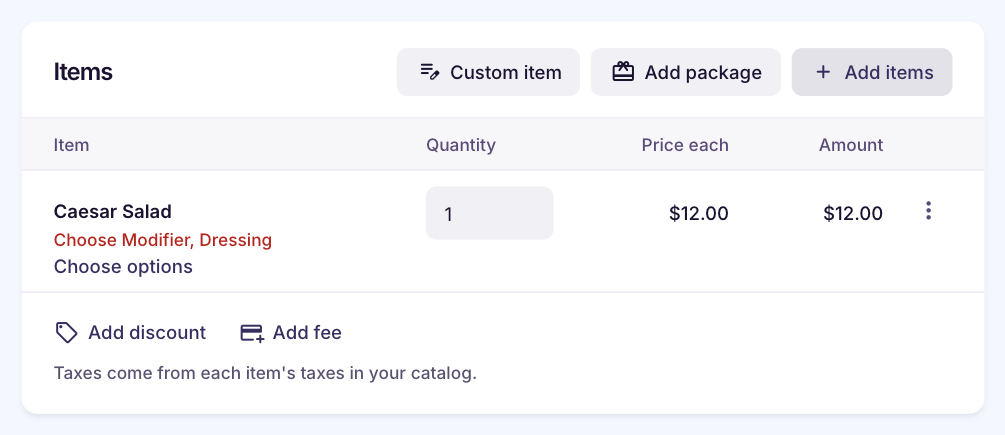 Items
Custom item
Add package
Add items
Item Quantity Price each Amount
Caesar Salad 1 $12.00 $12.00
Choose Modifier, Dressing
Choose options
Add discount Add fee
Taxes come from each item's taxes in your catalog.